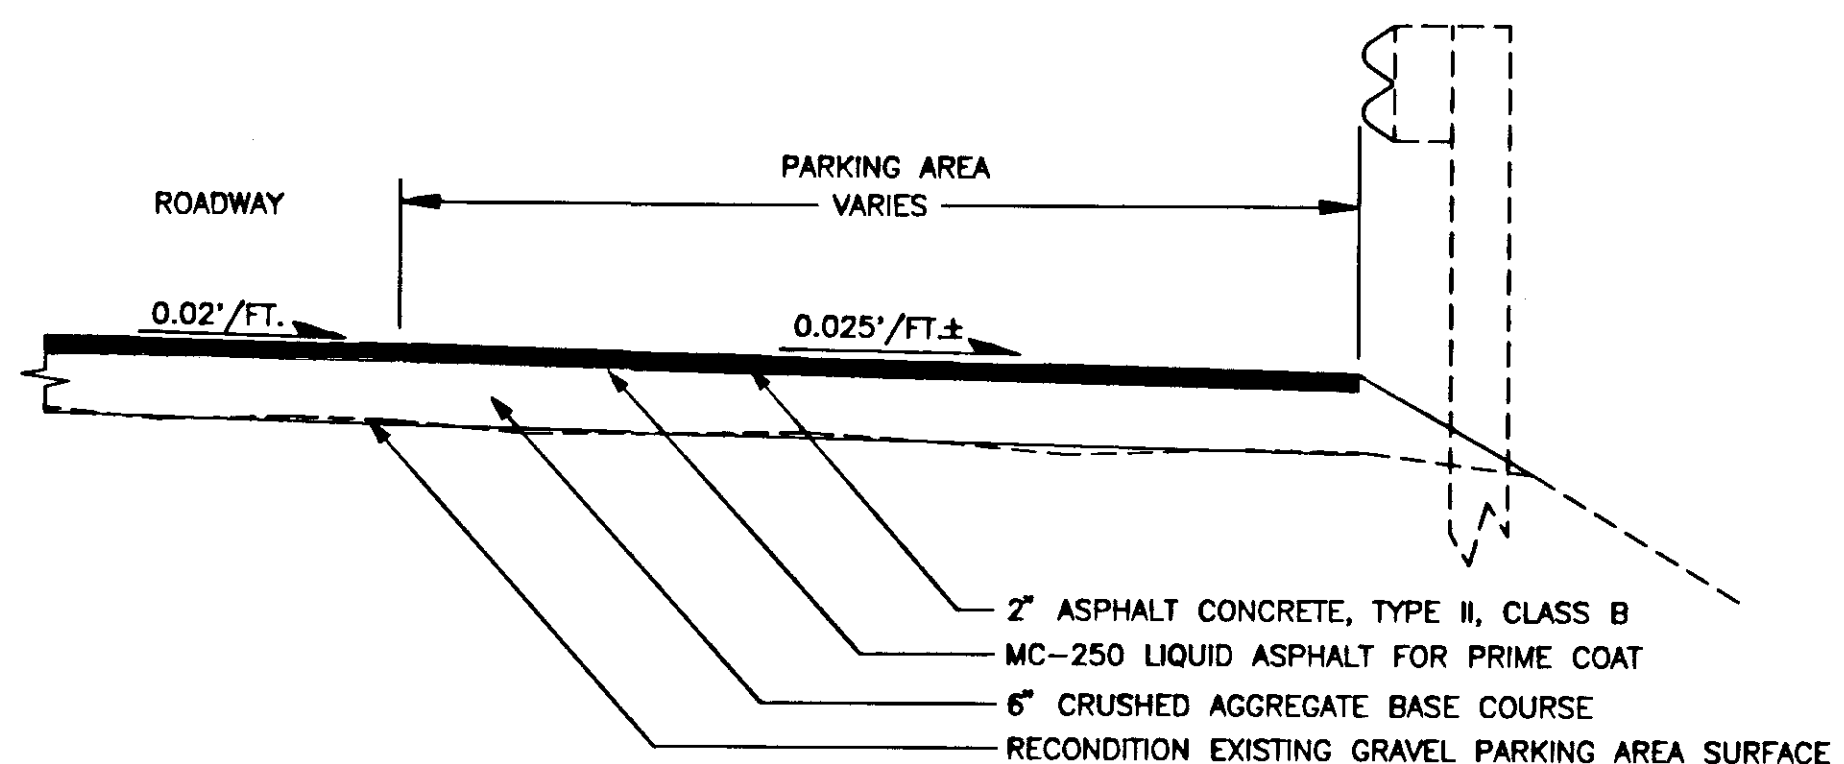 PARKING AREA
VARIES
ROADWAY
0.02'/FT.
0.025'/FT.±
2" ASPHALT CONCRETE, TYPE II, CLASS B
MC-250 LIQUID ASPHALT FOR PRIME COAT
6" CRUSHED AGGREGATE BASE COURSE
RECONDITION EXISTING GRAVEL PARKING AREA SURFACE